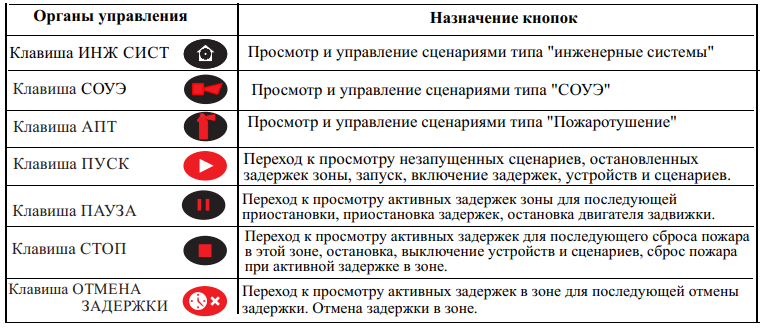 Органы управления
Назначение кнопок
Клавиша ИНЖ СИСТ
Просмотр и управление сценариями типа "инженерные системы"
Клавиша СОУЭ
Просмотр и управление сценариями типа "СОУЭ"
Клавиша АПТ
Просмотр и управление сценариями типа "Пожаротушение"
Клавиша ПУСК
Переход к просмотру незапущенных сценариев, остановленных
задержек зоны, запуск, включение задержек, устройств и сценариев.
Клавиша ПАУЗА
Переход к просмотру активных задержек зоны для последующей
приостановки, приостановка задержек, остановка двигателя задвижки.
Клавиша СТОП
Переход к просмотру активных задержек для последующего сброса пожара
в этой зоне, остановка, выключение устройств и сценариев, сброс пожара
при активной задержке в зоне.
Клавиша ОТМЕНА
ЗАДЕРЖКИ
Переход к просмотру активных задержек в зоне для последующей отмены
задержки. Отмена задержки в зоне.